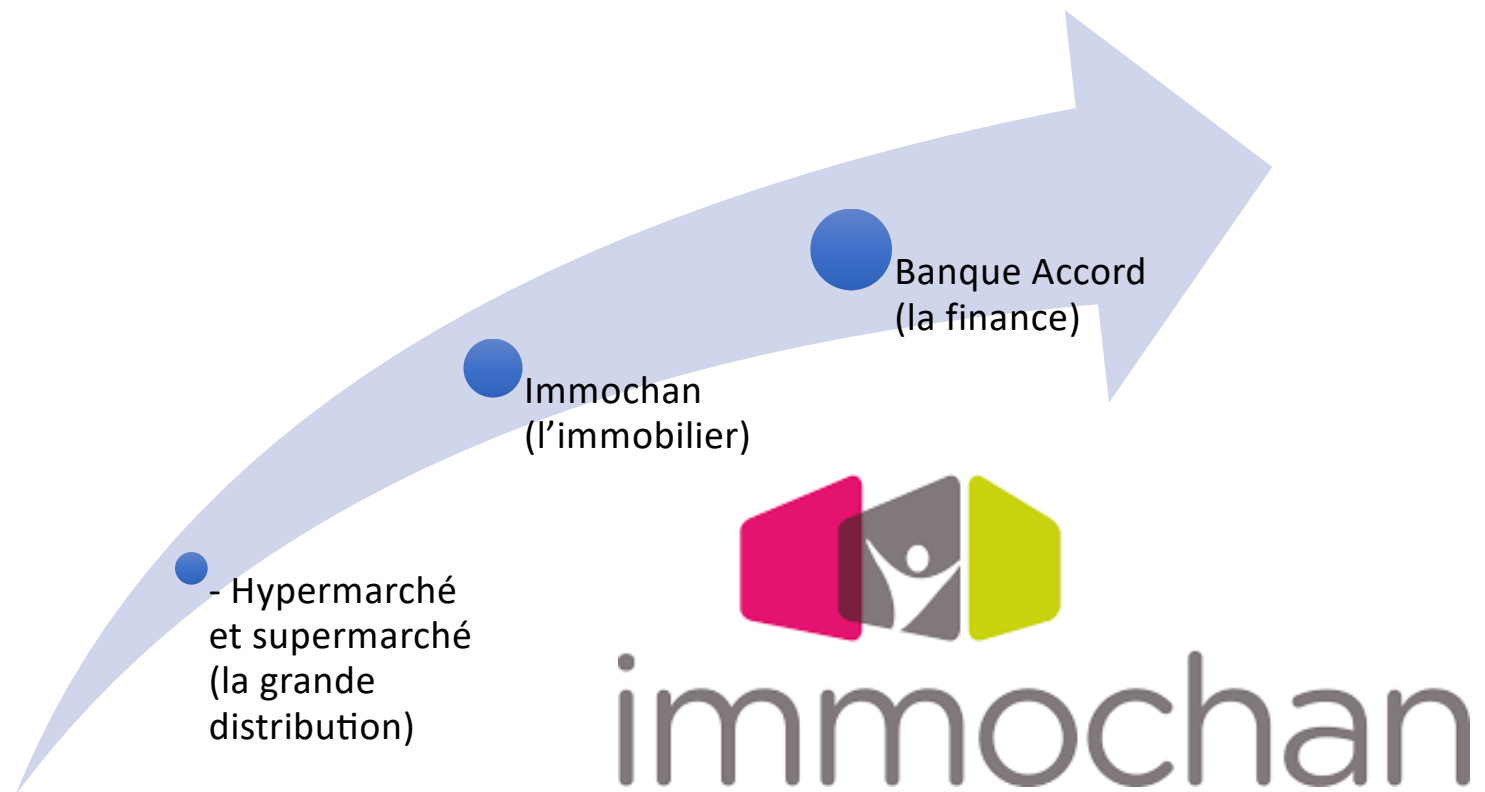 Banque Accord
(la finance)
Immochan
(l’immobilier)
- Hypermarché
et supermarché
(la grande
distribution)
immochan